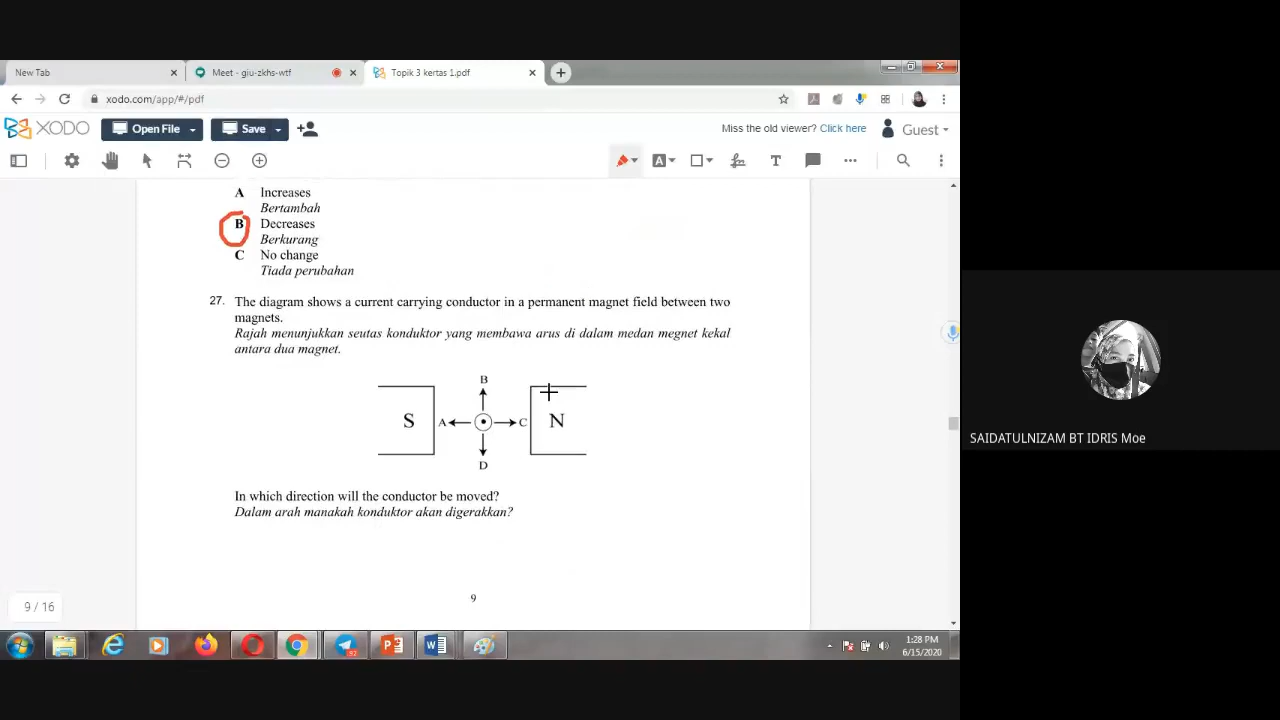 New Tab
Meet - giu-zkhs-wtf
Topik 3 kertas 1.pdf
xodo.com/app/#/pdf
XODO
Open File
Save
Miss the old viewer? Click here
Guest
A
T
A Increases
Bertambah
B Decreases
Berkurang
C No change
Tiada perubahan
27. The diagram shows a current carrying conductor in a permanent magnet field between two
magnets.
Rajah menunjukkan seutas konduktor yang membawa arus di dalam medan megnet kekal
antara dua magnet.
B
S A C N
D
In which direction will the conductor be moved?
Dalam arah manakah konduktor akan digerakkan?
9
9 / 16
SAIDATULNIZAM BT IDRIS Moe
1:28 PM
6/15/2020